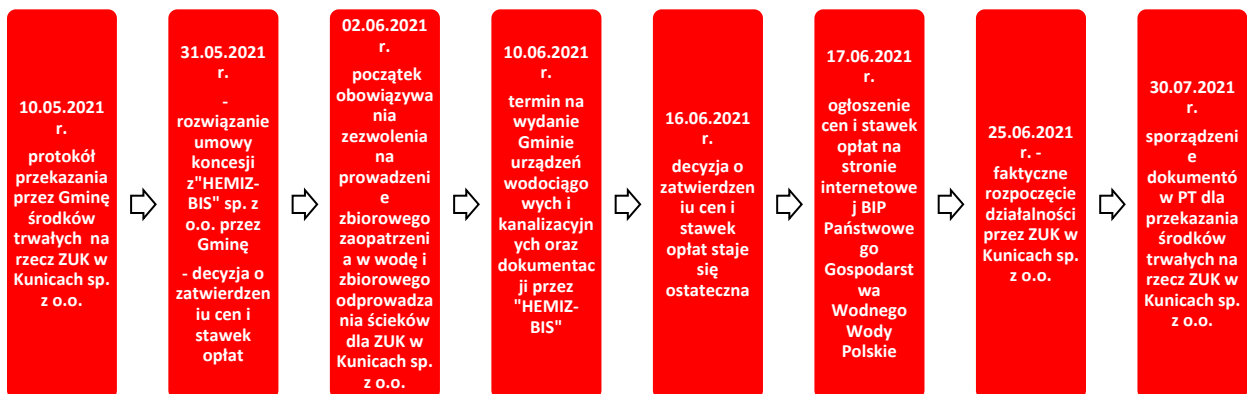 10.05.2021
r.
protokół
przekazania
przez Gminę
środków
trwałych na
rzecz ZUK w
Kunicach sp.
z o.o.
31.05.2021
r.
-
rozwiązanie
umowy
koncesji
z"HEMIZ-
BIS" sp. z
o.o. przez
Gminę
- decyzja o
zatwierdzen
iu cen i
stawek
opłat
02.06.2021
r.
początek
obowiązywa
nia
zezwolenia
na
prowadzeni
e
zbiorowego
zaopatrzeni
a w wodę i
zbiorowego
odprowadza
nia ścieków
dla ZUK w
Kunicach sp.
z o.o.
10.06.2021
r.
termin na
wydanie
Gminie
urządzeń
wodociągo
wych i
kanalizacyjn
ych oraz
dokumentac
ji przez
"HEMIZ-
BIS"
16.06.2021
r.
decyzja o
zatwierdzen
iu cen i
stawek
opłat staje
się
ostateczna
17.06.2021
r.
ogłoszenie
cen i stawek
opłat na
stronie
internetowe
j BIP
Państwowe
go
Gospodarst
wa
Wodnego
Wody
Polskie
25.06.2021
r. -
faktyczne
rozpoczęcie
działalności
przez ZUK w
Kunicach sp.
z o.o.
30.07.2021
r.
sporządzeni
e
dokumentó
w PT dla
przekazania
środków
trwałych na
rzecz ZUK w
Kunicach sp.
z o.o.